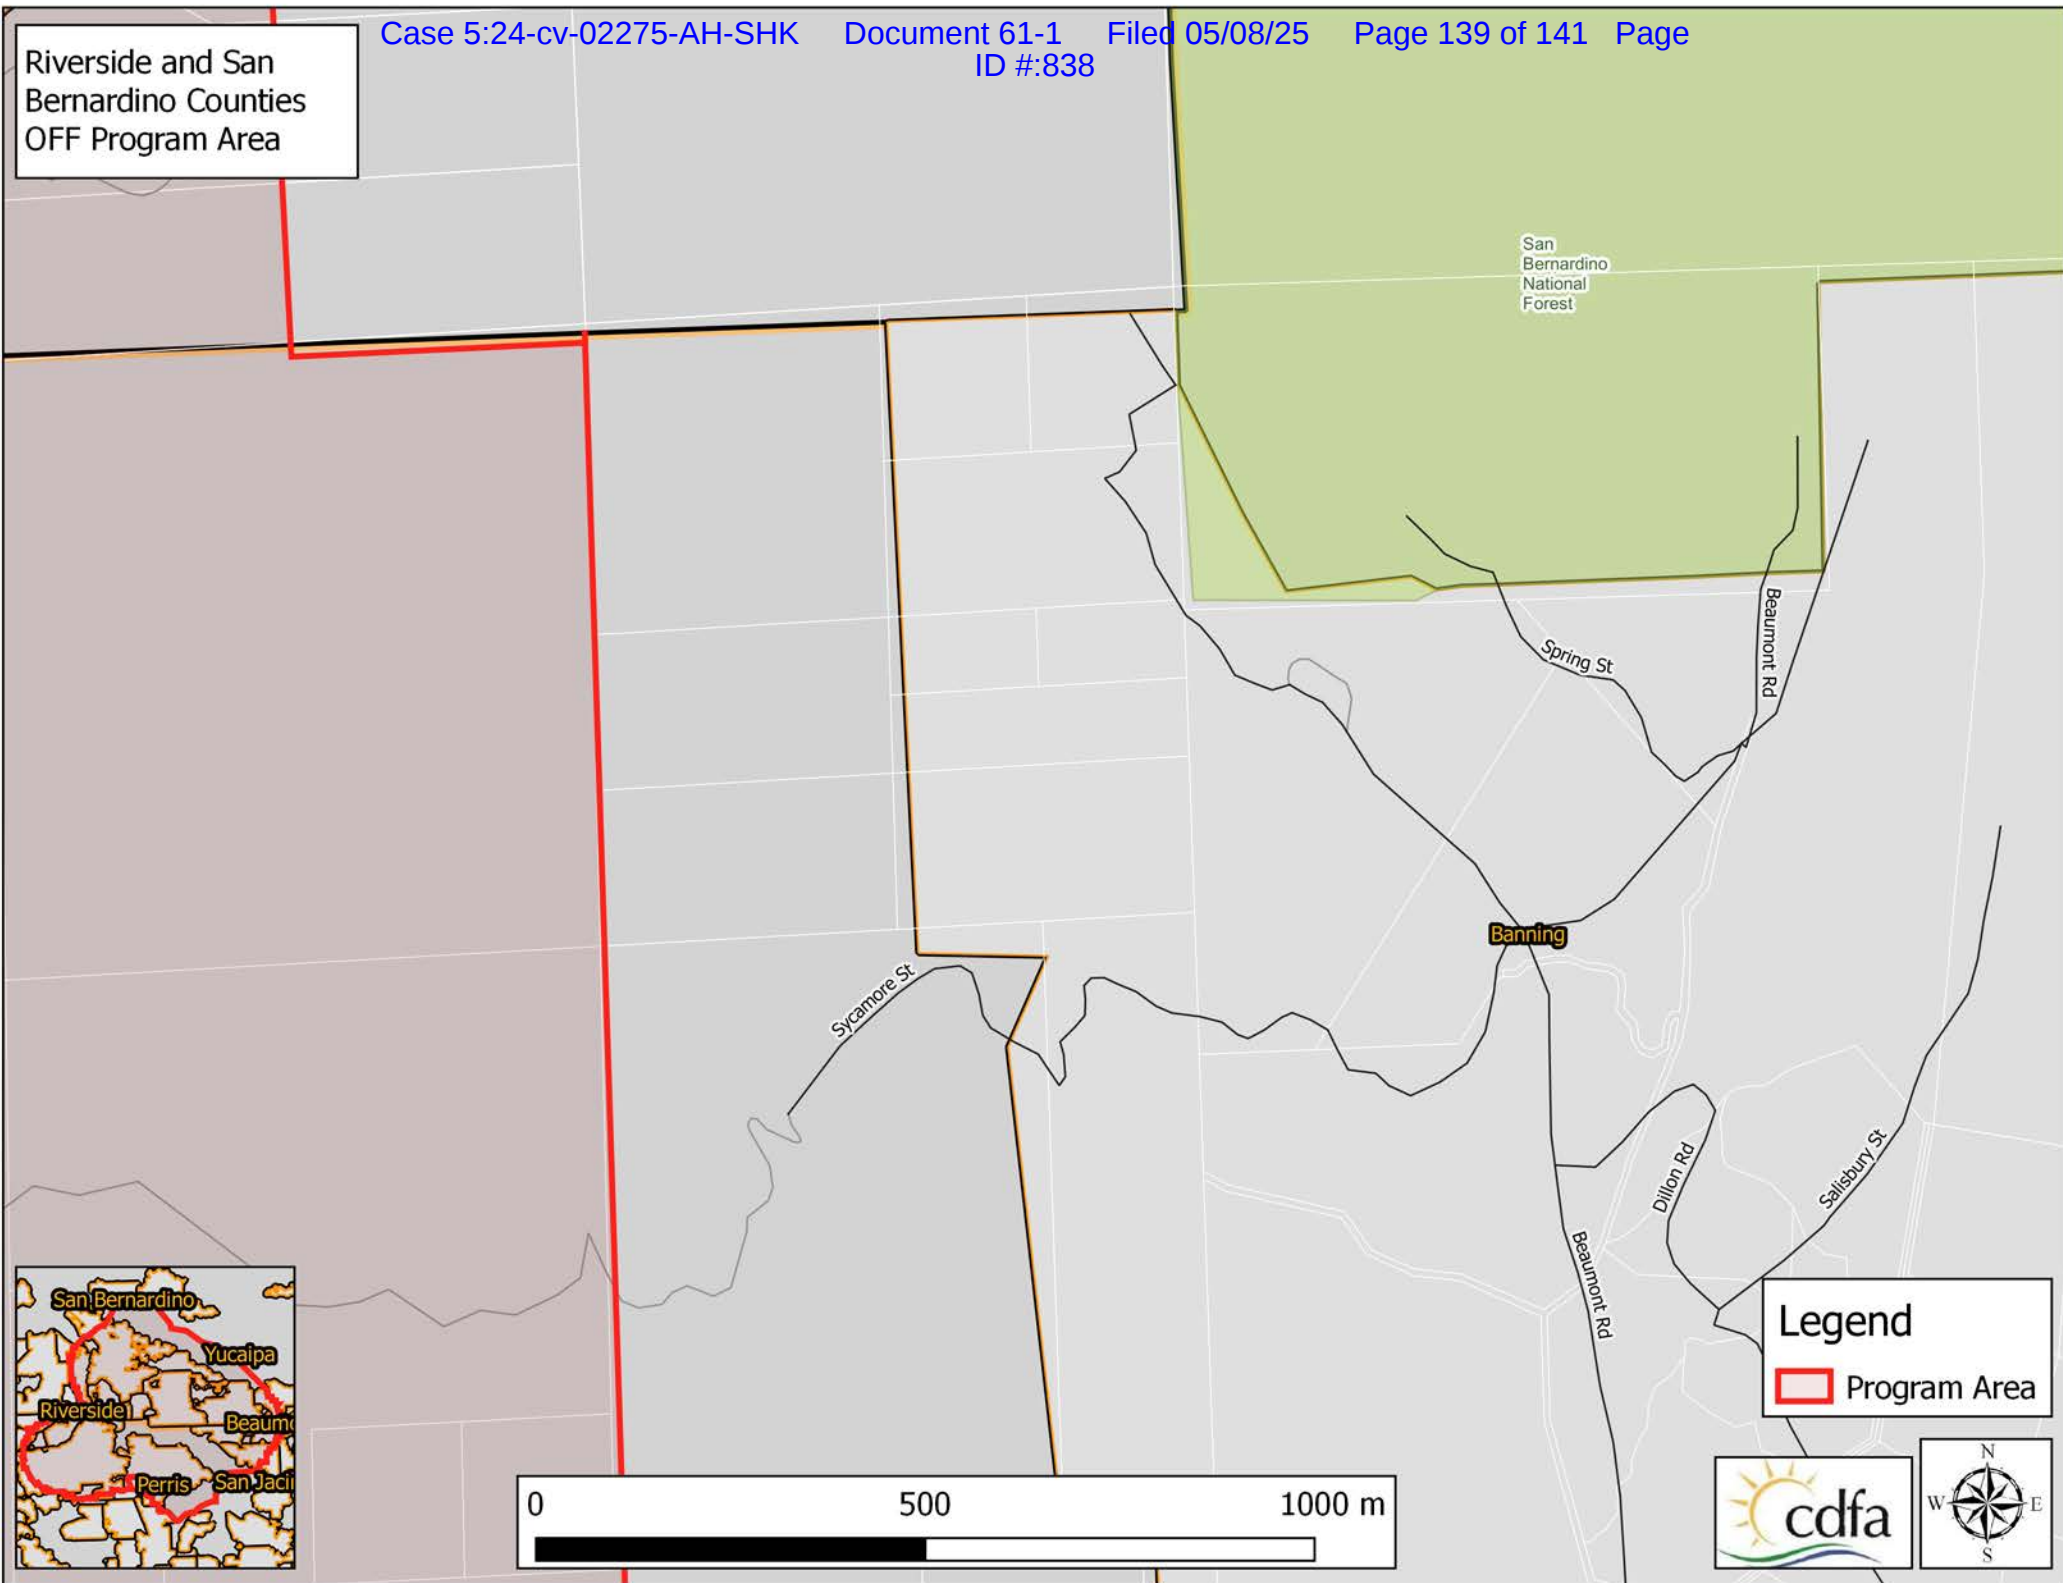 Case 5:24-cv-02275-AH-SHK Document 61-1 Filed 05/08/25 Page 139 of 141 Page
ID #:838
Riverside and San
Bernardino Counties
OFF Program Area
San
Bernardino
National
Forest
Spring St
Beaumont Rd
Banning
Sycamore St
Dillon Rd
Salisbury St
Beaumont Rd
San Bernardino
Yucaipa
Riverside
Beaumo
Perris
San Jaci
Legend
Program Area
0 500 1000 m
cdfa
N
W E
S